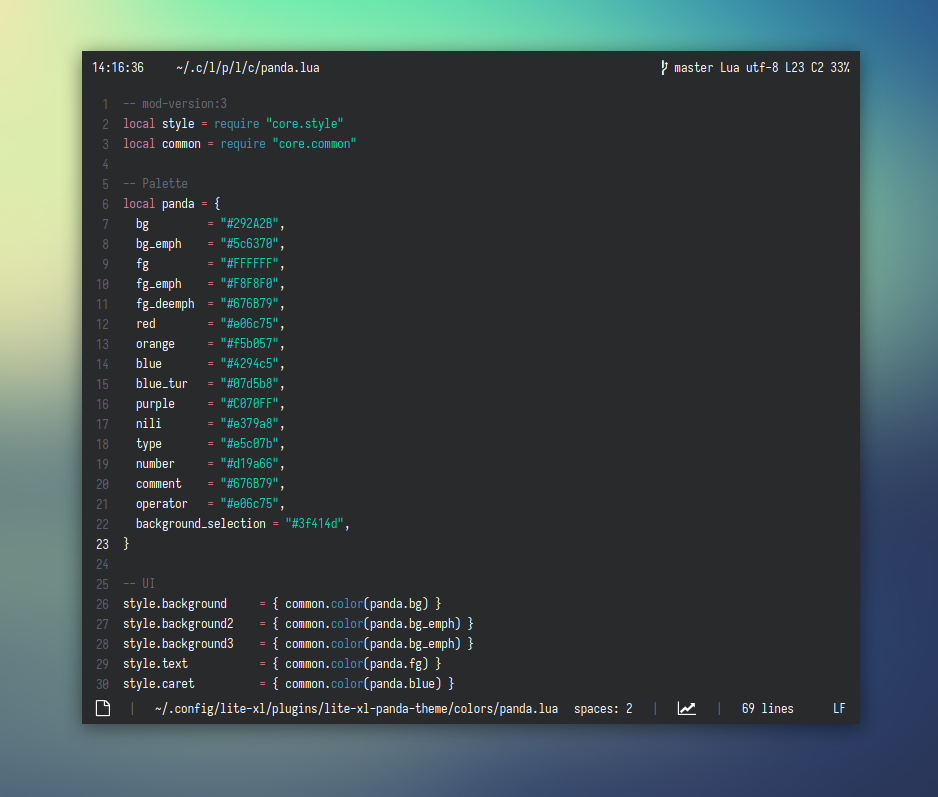 14:16:36 ~/.c/l/p/l/c/panda.lua master Lua utf-8 L23 C2 33%
1 -- mod-version:3
2 local style = require "core.style"
3 local common = require "core.common"
4
5 -- Palette
6 local panda = {
7 bg = "#292A2B",
8 bg_emph = "#5c6370",
9 fg = "#FFFFFF",
10 fg_emph = "#F8F8F0",
11 fg_deemph = "#676B79",
12 red = "#e06c75",
13 orange = "#f5b057",
14 blue = "#4294c5",
15 blue_tur = "#07d5b8",
16 purple = "#C070FF",
17 nili = "#e379a8",
18 type = "#e5c07b",
19 number = "#d19a66",
20 comment = "#676B79",
21 operator = "#e06c75",
22 background_selection = "#3f414d",
23 }
24
25 -- UI
26 style.background = { common.color(panda.bg) }
27 style.background2 = { common.color(panda.bg_emph) }
28 style.background3 = { common.color(panda.bg_emph) }
29 style.text = { common.color(panda.fg) }
30 style.caret = { common.color(panda.blue) }
| ~/.config/lite-xl/plugins/lite-xl-panda-theme/colors/panda.lua spaces: 2 | | 69 lines LF